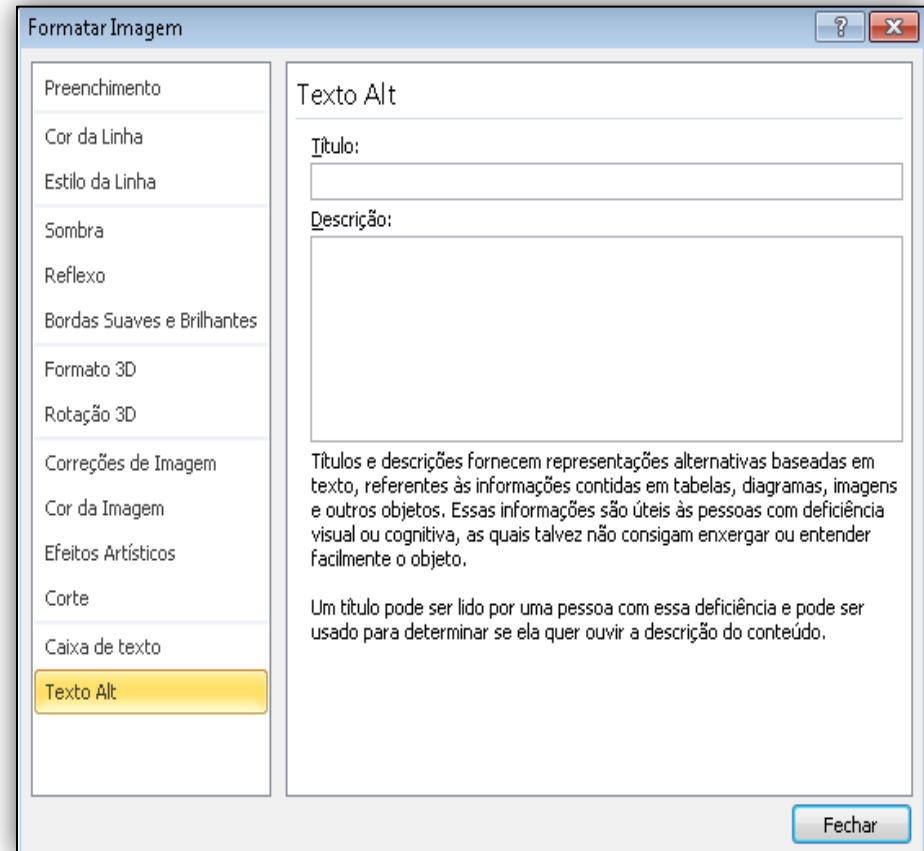 Formatar Imagem
Preenchimento
Cor da Linha
Estilo da Linha
Sombra
Reflexo
Bordas Suaves e Brilhantes
Formato 3D
Rotação 3D
Correções de Imagem
Cor da Imagem
Efeitos Artísticos
Corte
Caixa de texto
Texto Alt
Texto Alt
Título:
Descrição:
Títulos e descrições fornecem representações alternativas baseadas em
texto, referentes às informações contidas em tabelas, diagramas, imagens
e outros objetos. Essas informações são úteis às pessoas com deficiência
visual ou cognitiva, as quais talvez não consigam enxergar ou entender
facilmente o objeto.
Um título pode ser lido por uma pessoa com essa deficiência e pode ser
usado para determinar se ela quer ouvir a descrição do conteúdo.
Fechar